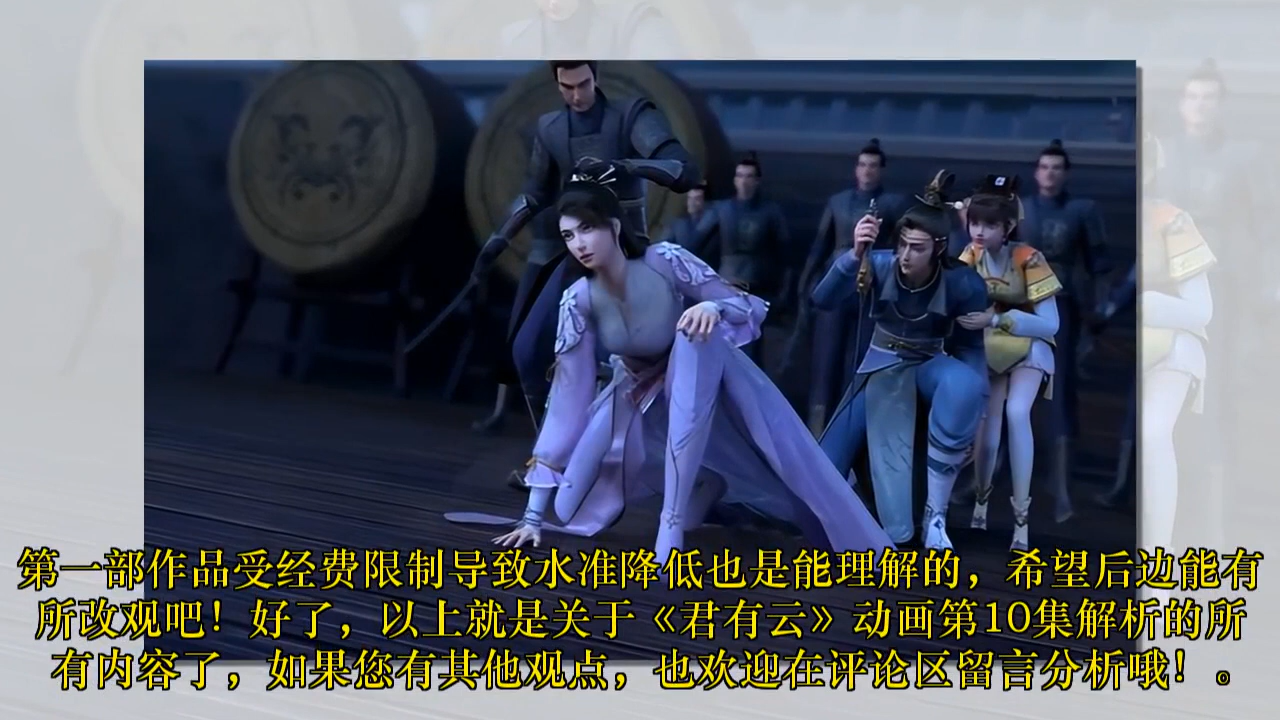 第一部作品受经费限制导致水准降低也是能理解的，希望后边能有
所改观吧！好了，以上就是关于《君有云》动画第10集解析的所
有内容了，如果您有其他观点，也欢迎在评论区留言分析哦！。